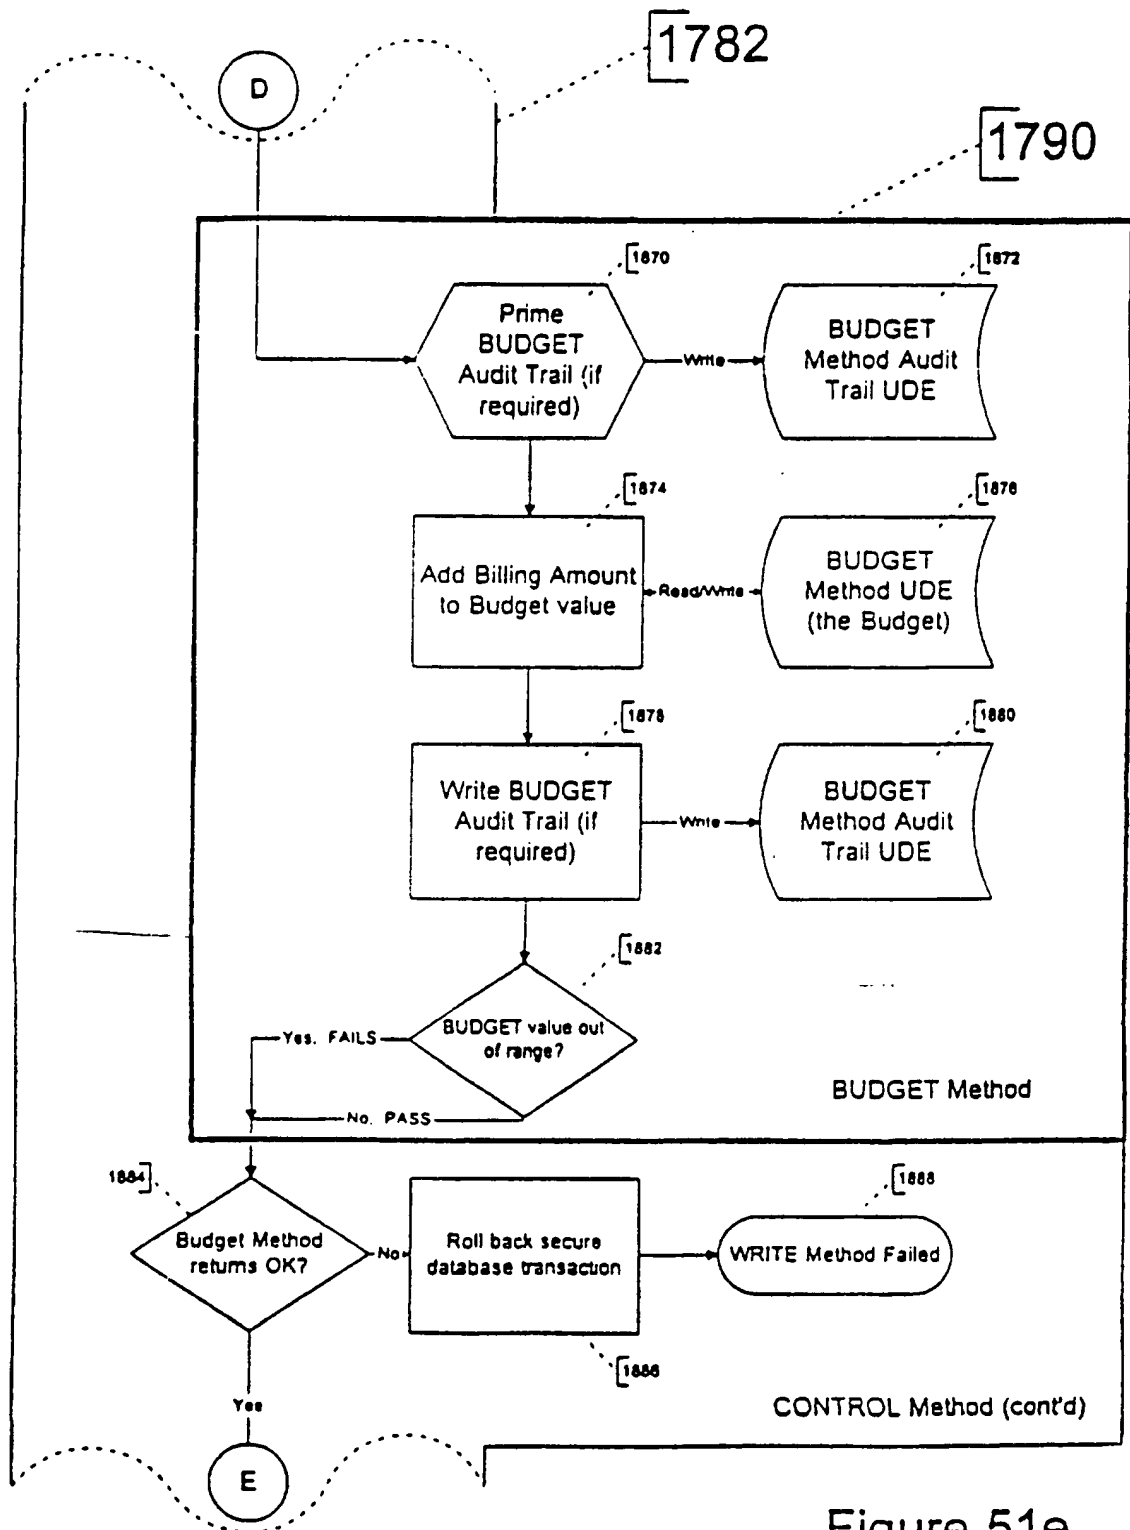 1782
D
1790
1870
1872
Prime
BUDGET
Audit Trail (if
required)
Write
BUDGET
Method Audit
Trail UDE
1874
1876
Add Billing Amount
to Budget value
Read/Write
BUDGET
Method UDE
(the Budget)
1878
1880
Write BUDGET
Audit Trail (if
required)
Write
BUDGET
Method Audit
Trail UDE
1882
BUDGET value out
of range?
Yes, FAILS
No, PASS
BUDGET Method
1884
1888
Budget Method
returns OK?
No
Roll back secure
database transaction
WRITE Method Failed
1886
Yes
CONTROL Method (cont'd)
E
Figure 51e